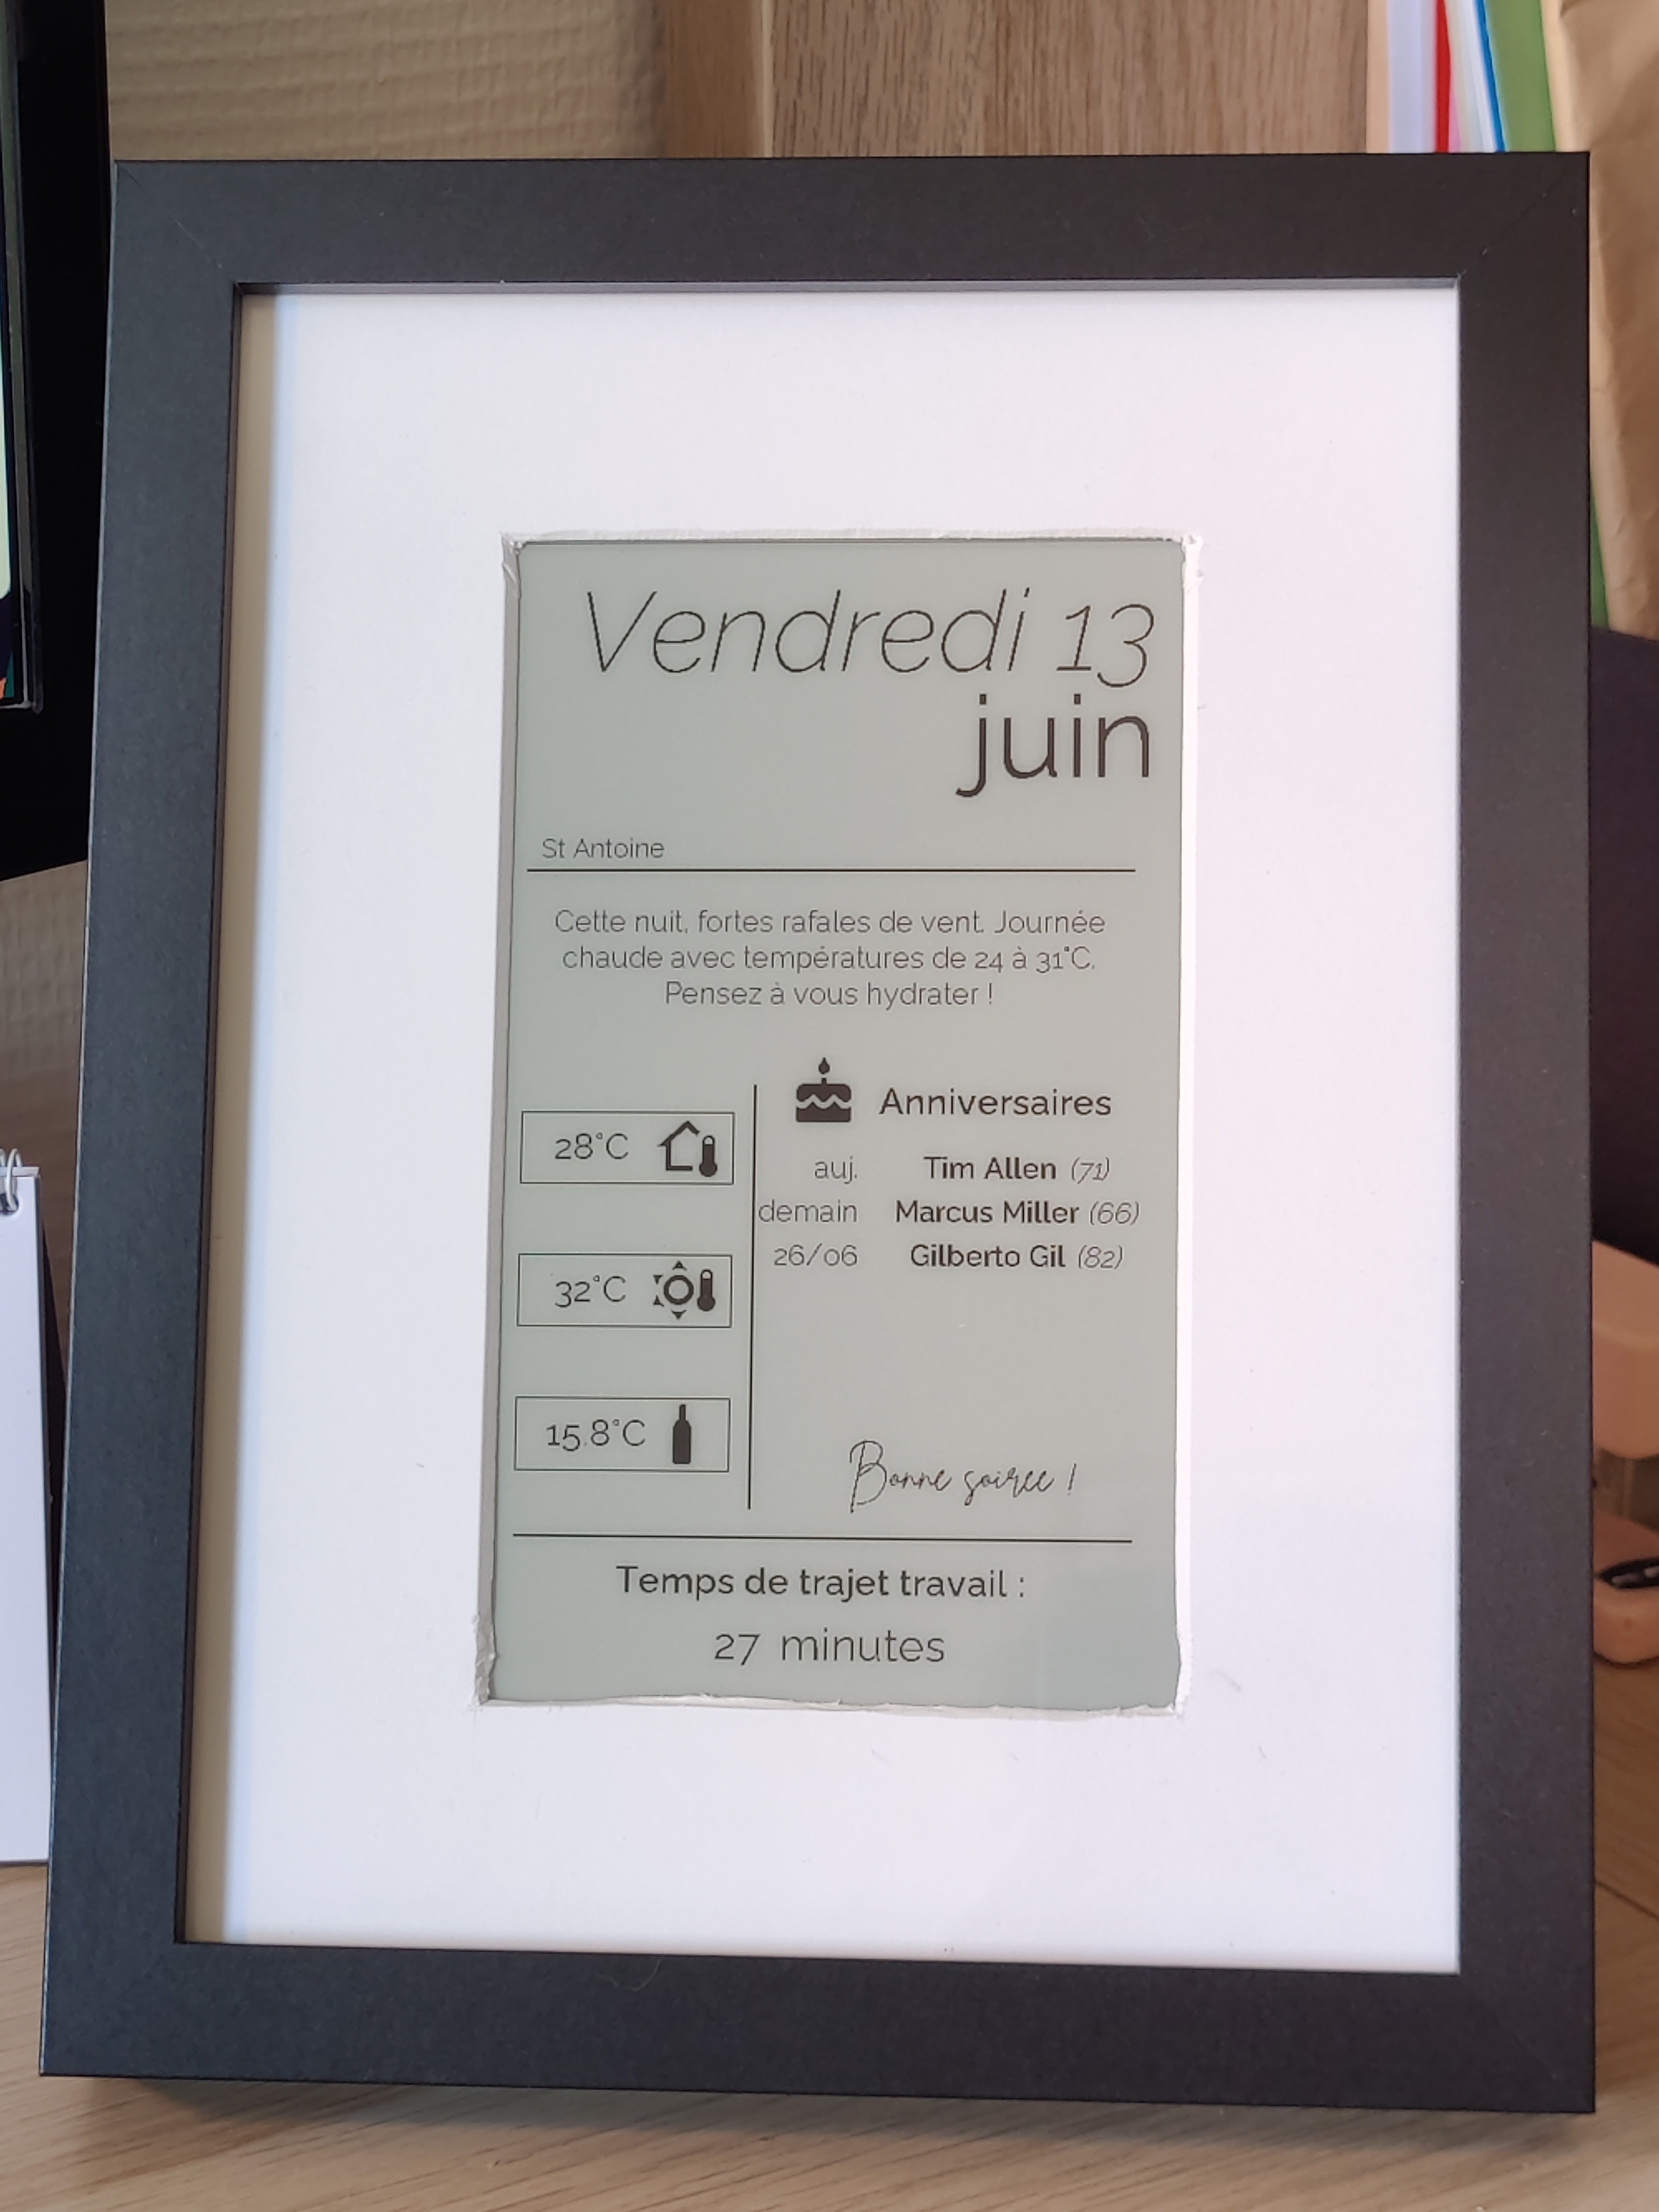 Vendredi 13
juin
St Antoine
Cette nuit, fortes rafales de vent. Journée
chaude avec températures de 24 à 31°C.
Pensez à vous hydrater !
28°C
32°C
15.8°C
Anniversaires
auj. Tim Allen (71)
demain Marcus Miller (66)
26/06 Gilberto Gil (82)
Bonne soirée !
Temps de trajet travail :
27 minutes